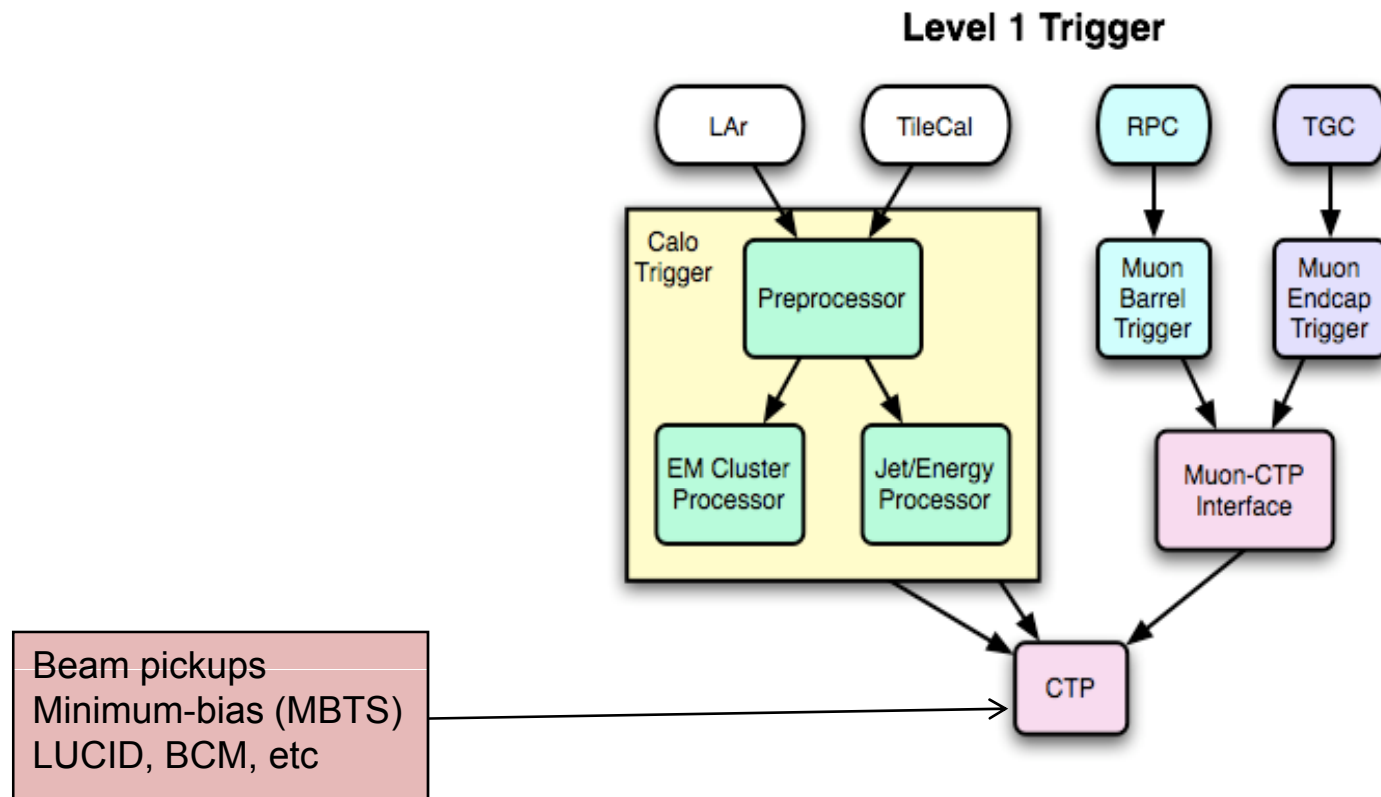 Level 1 Trigger
LAr
TileCal
RPC
TGC
Calo
Trigger
Preprocessor
Muon
Barrel
Trigger
Muon
Endcap
Trigger
EM Cluster
Processor
Jet/Energy
Processor
Muon-CTP
Interface
Beam pickups
Minimum-bias (MBTS)
LUCID, BCM, etc
CTP